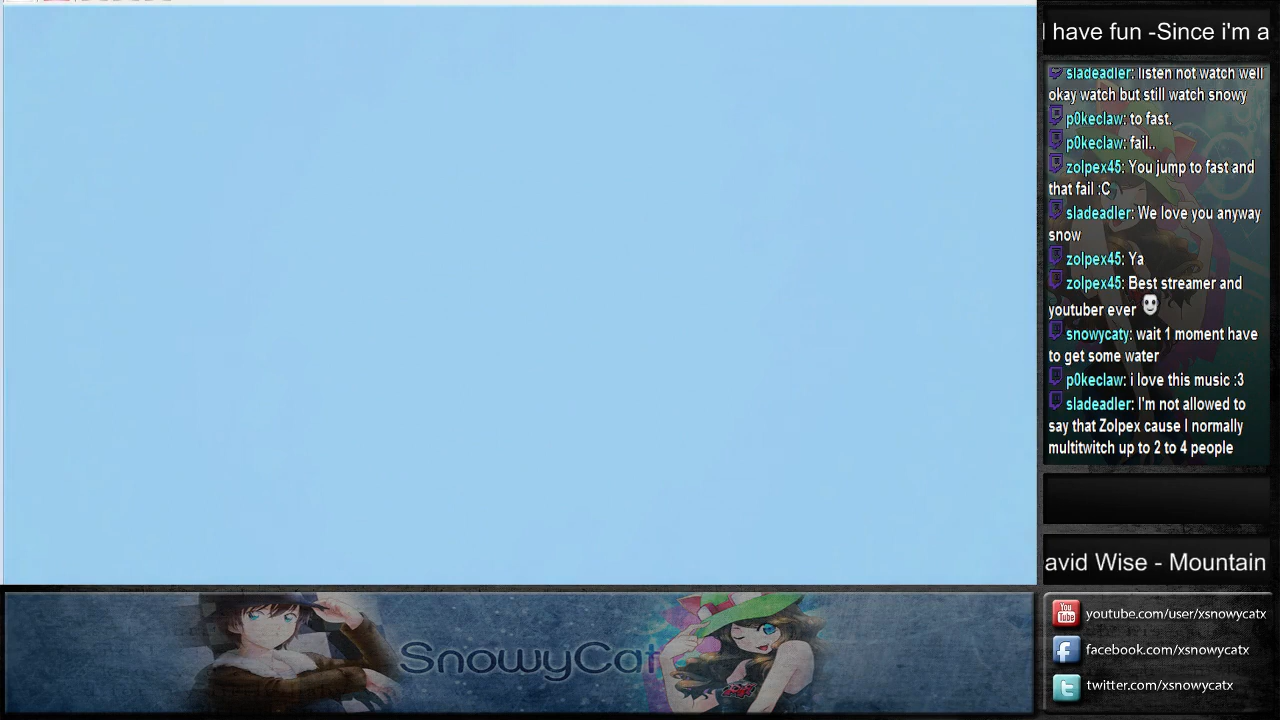 I have fun -Since i'm a
sladeadler: listen not watch well
okay watch but still watch snowy
p0keclaw: to fast.
p0keclaw: fail..
zolpex45: You jump to fast and
that fail :C
sladeadler: We love you anyway
snow
zolpex45: Ya
zolpex45: Best streamer and
youtuber ever
snowycaty: wait 1 moment have
to get some water
p0keclaw: i love this music :3
sladeadler: I'm not allowed to
say that Zolpex cause I normally
multitwitch up to 2 to 4 people
avid Wise - Mountain
SnowyCat
You Tube youtube.com/user/xsnowycatx
facebook.com/xsnowycatx
twitter.com/xsnowycatx